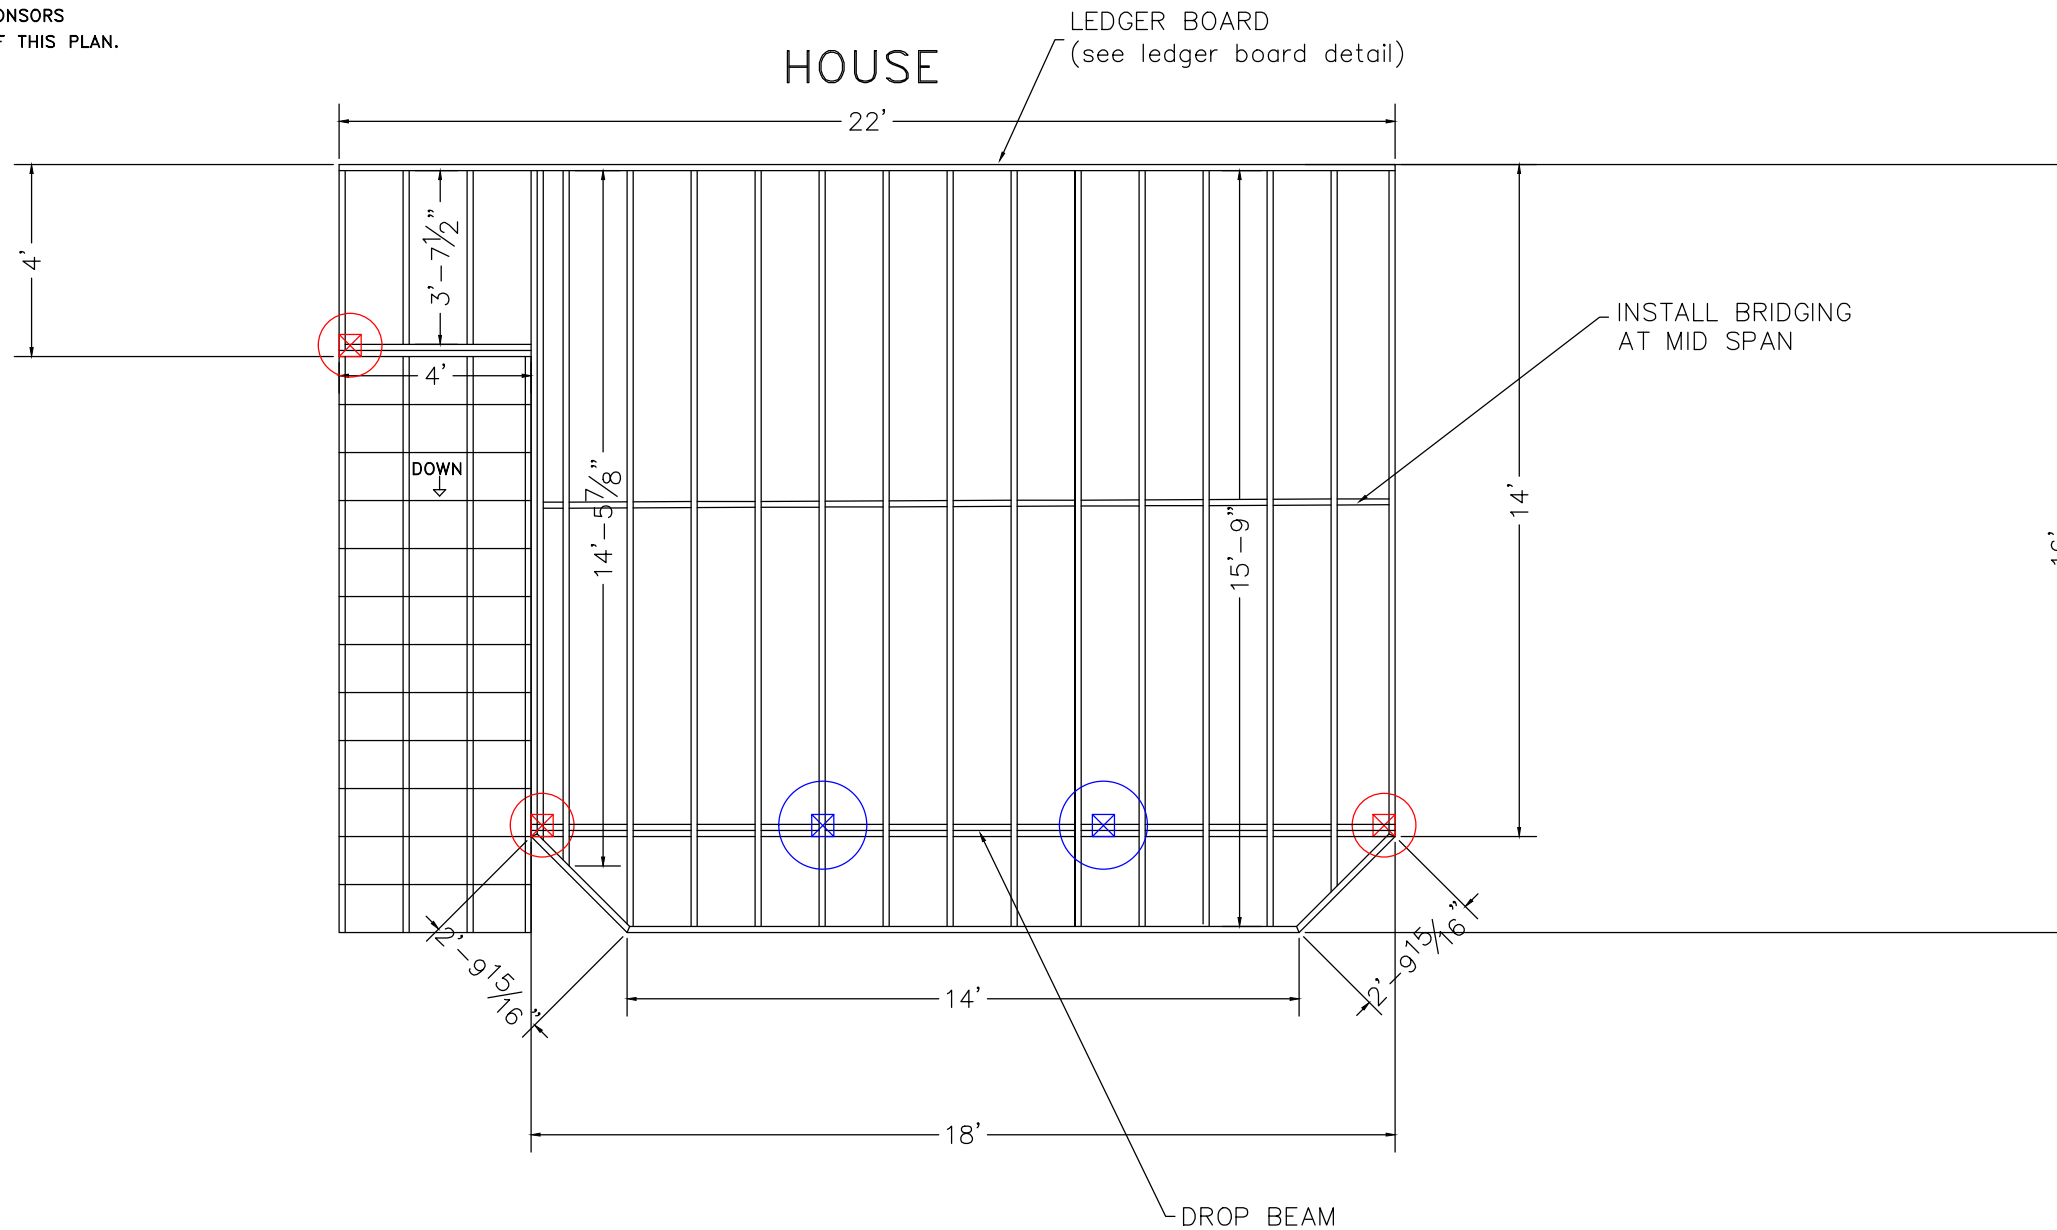 THIS PLAN.
LEDGER BOARD
(see ledger board detail)
HOUSE
22'
4'
3'-7½"
4'
INSTALL BRIDGING
AT MID SPAN
DOWN
14'-5⅞"
15'-9"
14'
2'-9 15/16"
2'-9 15/16"
14'
18'
DROP BEAM